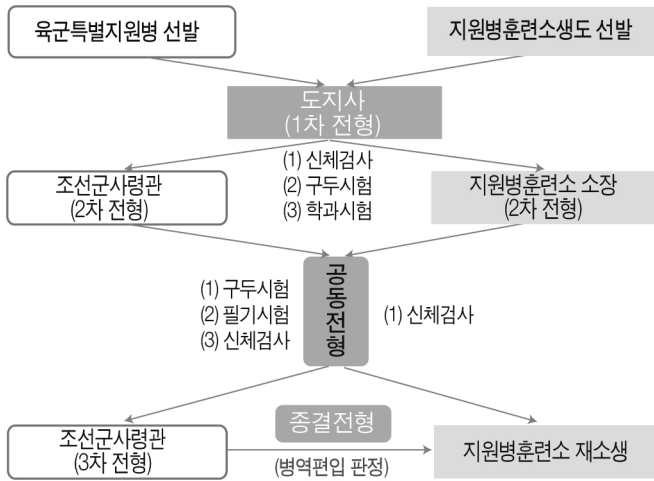 육군특별지원병 선발
지원병훈련소생도 선발
도지사
(1차 전형)
(1) 신체검사
(2) 구두시험
(3) 학과시험
조선군사령관
(2차 전형)
지원병훈련소 소장
(2차 전형)
(1) 구두시험
(2) 필기시험
(3) 신체검사
공동전형
(1) 신체검사
조선군사령관
(3차 전형)
종결전형
(병역편입 판정)
지원병훈련소 재소생